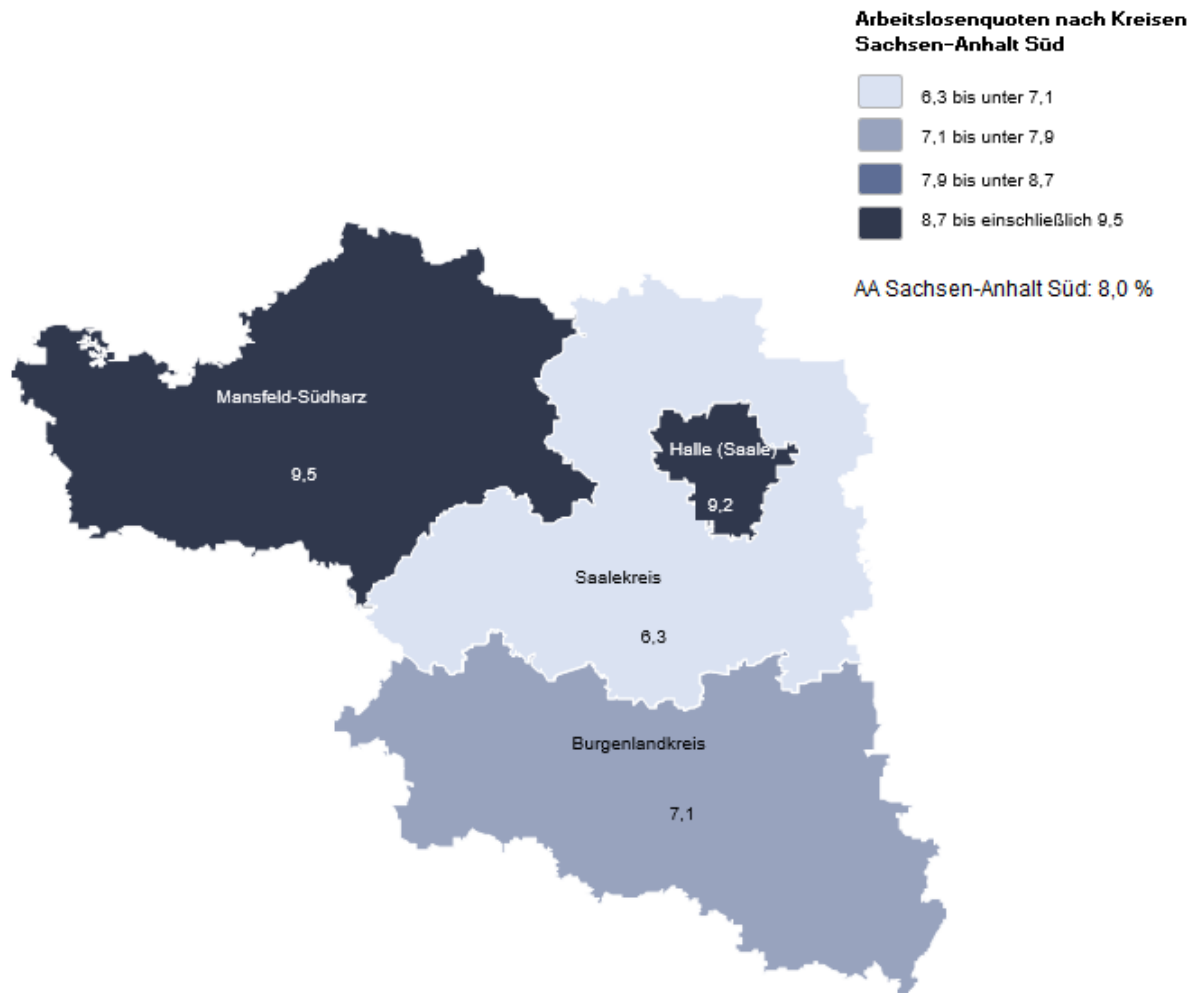 Arbeitslosenquoten nach Kreisen
Sachsen-Anhalt Süd
6,3 bis unter 7,1
7,1 bis unter 7,9
7,9 bis unter 8,7
8,7 bis einschließlich 9,5
AA Sachsen-Anhalt Süd: 8,0 %
Mansfeld-Südharz
9,5
Halle (Saale)
9,2
Saalekreis
6,3
Burgenlandkreis
7,1